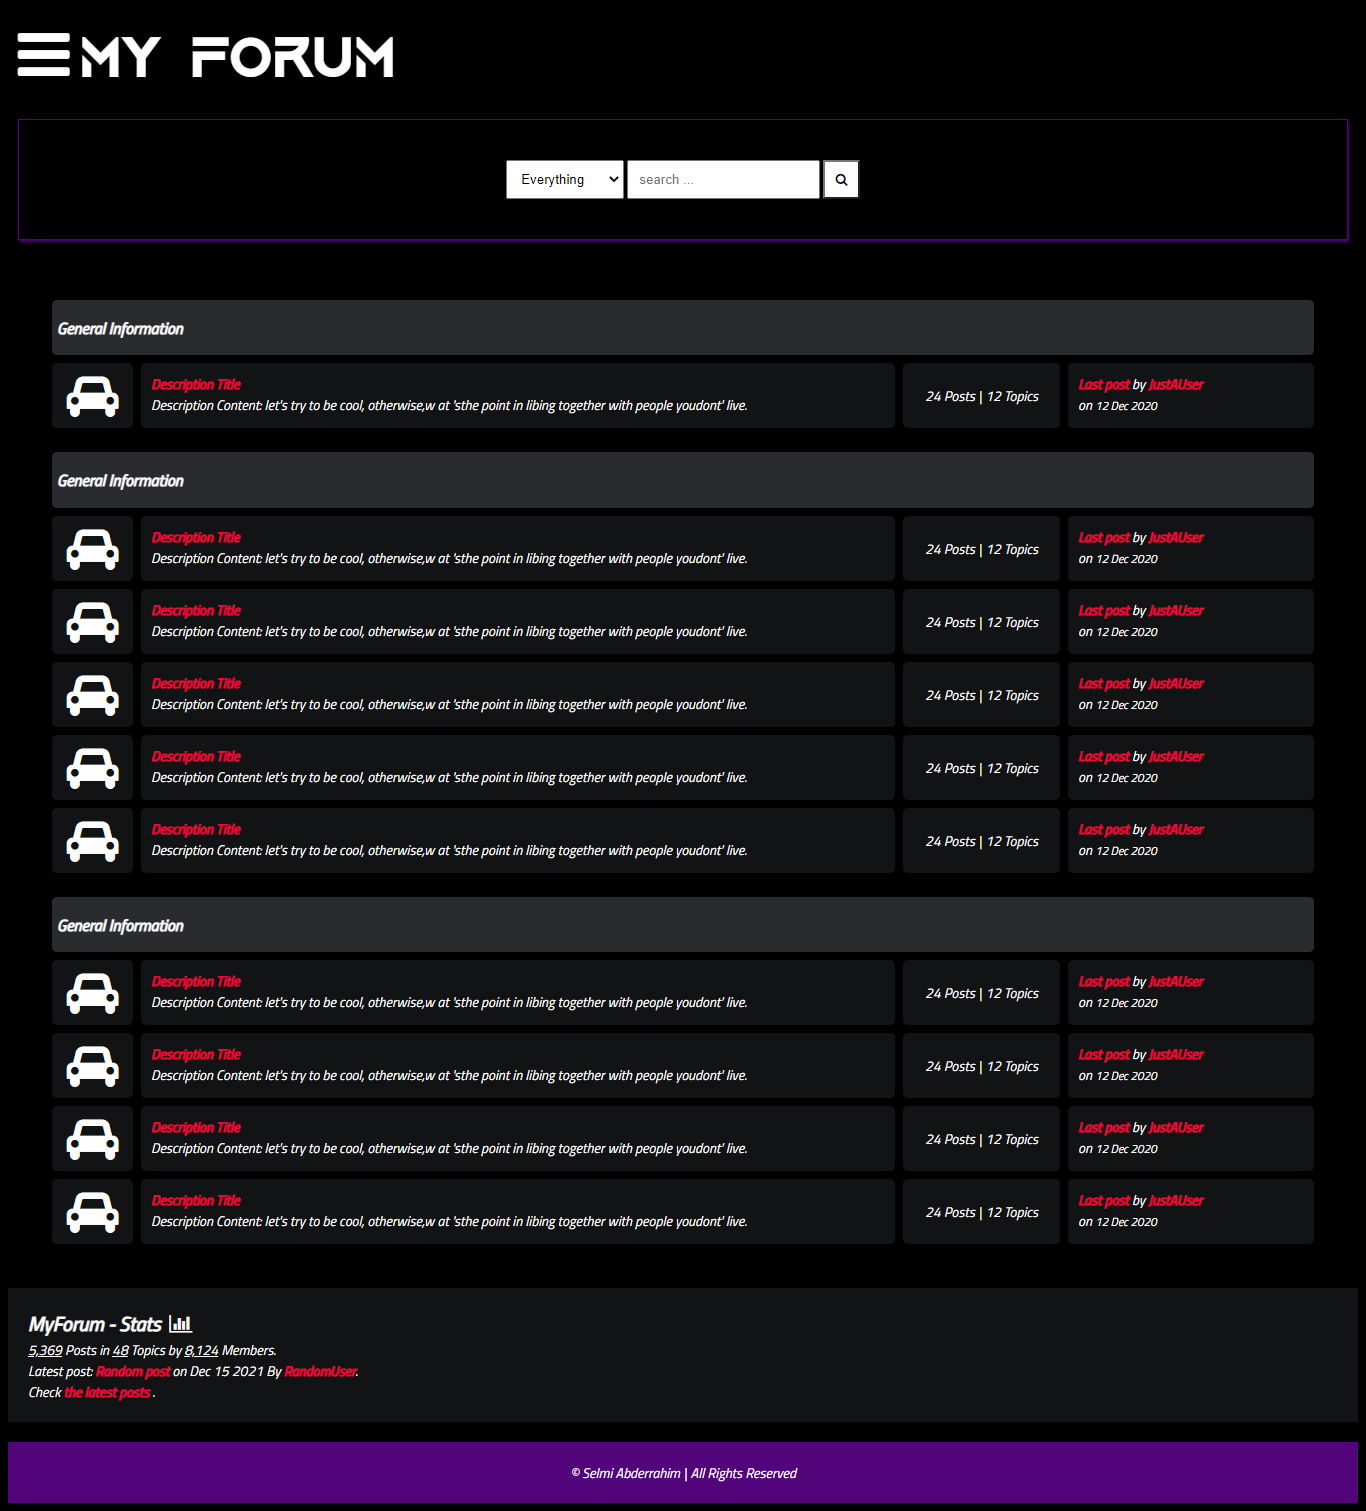 MY FORUM
Everything search ...
General Information
Description Title
Description Content: let's try to be cool, otherwise,w at 'sthe point in libing together with people youdont' live.
24 Posts | 12 Topics
Last post by JustAUser
on 12 Dec 2020
General Information
Description Title
Description Content: let's try to be cool, otherwise,w at 'sthe point in libing together with people youdont' live.
24 Posts | 12 Topics
Last post by JustAUser
on 12 Dec 2020
Description Title
Description Content: let's try to be cool, otherwise,w at 'sthe point in libing together with people youdont' live.
24 Posts | 12 Topics
Last post by JustAUser
on 12 Dec 2020
Description Title
Description Content: let's try to be cool, otherwise,w at 'sthe point in libing together with people youdont' live.
24 Posts | 12 Topics
Last post by JustAUser
on 12 Dec 2020
Description Title
Description Content: let's try to be cool, otherwise,w at 'sthe point in libing together with people youdont' live.
24 Posts | 12 Topics
Last post by JustAUser
on 12 Dec 2020
Description Title
Description Content: let's try to be cool, otherwise,w at 'sthe point in libing together with people youdont' live.
24 Posts | 12 Topics
Last post by JustAUser
on 12 Dec 2020
General Information
Description Title
Description Content: let's try to be cool, otherwise,w at 'sthe point in libing together with people youdont' live.
24 Posts | 12 Topics
Last post by JustAUser
on 12 Dec 2020
Description Title
Description Content: let's try to be cool, otherwise,w at 'sthe point in libing together with people youdont' live.
24 Posts | 12 Topics
Last post by JustAUser
on 12 Dec 2020
Description Title
Description Content: let's try to be cool, otherwise,w at 'sthe point in libing together with people youdont' live.
24 Posts | 12 Topics
Last post by JustAUser
on 12 Dec 2020
Description Title
Description Content: let's try to be cool, otherwise,w at 'sthe point in libing together with people youdont' live.
24 Posts | 12 Topics
Last post by JustAUser
on 12 Dec 2020
MyForum - Stats
5,369 Posts in 48 Topics by 8,124 Members.
Latest post: Random post on Dec 15 2021 By RandomUser.
Check the latest posts .
© Selmi Abderrahim | All Rights Reserved